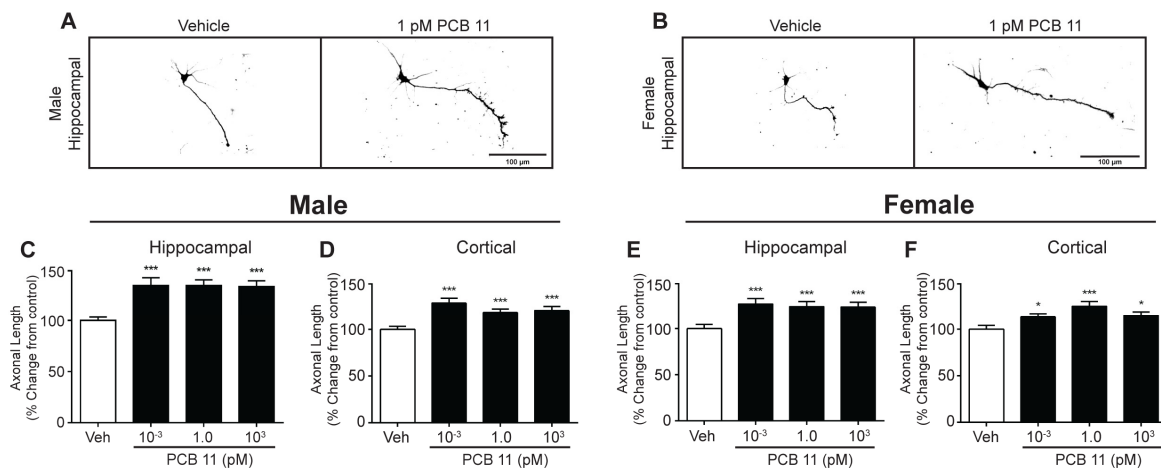 A
Vehicle
1 pM PCB 11
Male
Hippocampal
100 µm
B
Vehicle
1 pM PCB 11
Female
Hippocampal
100 µm
Male
Female
C
Hippocampal
Axonal Length
(% Change from control)
150
100
50
0
***
***
***
Veh
10⁻³
1.0
10³
PCB 11 (pM)
D
Cortical
Axonal Length
(% Change from control)
150
100
50
0
***
***
***
Veh
10⁻³
1.0
10³
PCB 11 (pM)
E
Hippocampal
Axonal Length
(% Change from control)
150
100
50
0
***
***
***
Veh
10⁻³
1.0
10³
PCB 11 (pM)
F
Cortical
Axonal Length
(% Change from control)
150
100
50
0
*
***
*
Veh
10⁻³
1.0
10³
PCB 11 (pM)